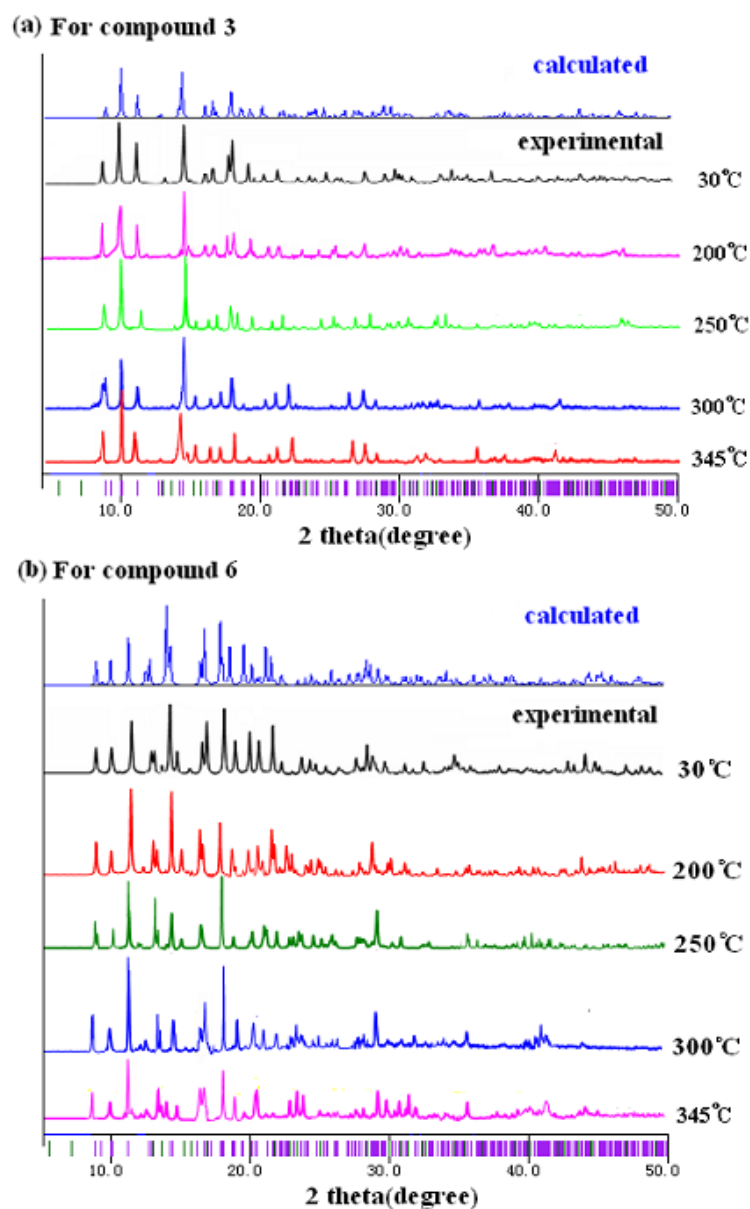 (a) For compound 3
calculated
experimental
30℃
200℃
250℃
300℃
345℃
10.0 20.0 30.0 40.0 50.0
2 theta(degree)
(b) For compound 6
calculated
experimental
30℃
200℃
250℃
300℃
345℃
10.0 20.0 30.0 40.0 50.0
2 theta(degree)